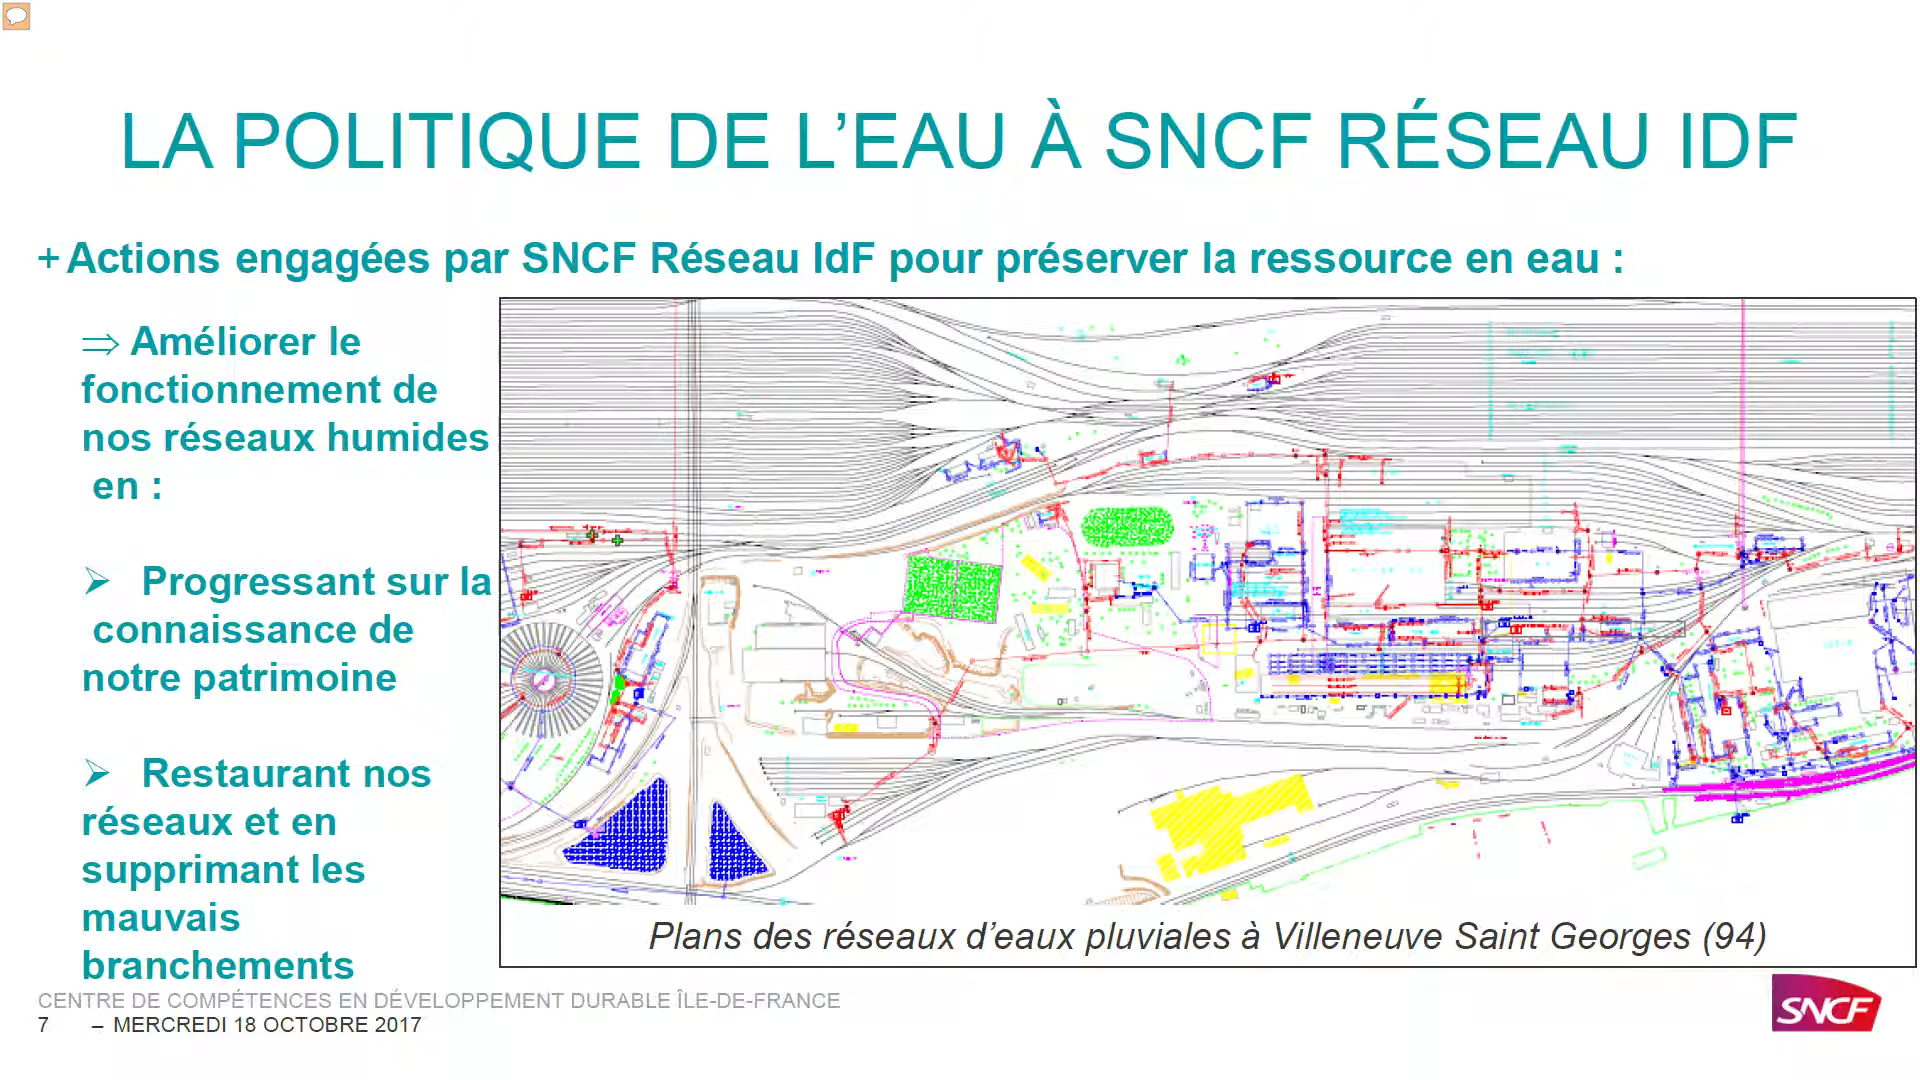 LA POLITIQUE DE L’EAU À SNCF RÉSEAU IDF
+ Actions engagées par SNCF Réseau IdF pour préserver la ressource en eau :
⇒ Améliorer le
fonctionnement de
nos réseaux humides
en :
➢ Progressant sur la
connaissance de
notre patrimoine
➢ Restaurant nos
réseaux et en
supprimant les
mauvais
branchements
Plans des réseaux d’eaux pluviales à Villeneuve Saint Georges (94)
CENTRE DE COMPÉTENCES EN DÉVELOPPEMENT DURABLE ÎLE-DE-FRANCE
7 – MERCREDI 18 OCTOBRE 2017
SNCF